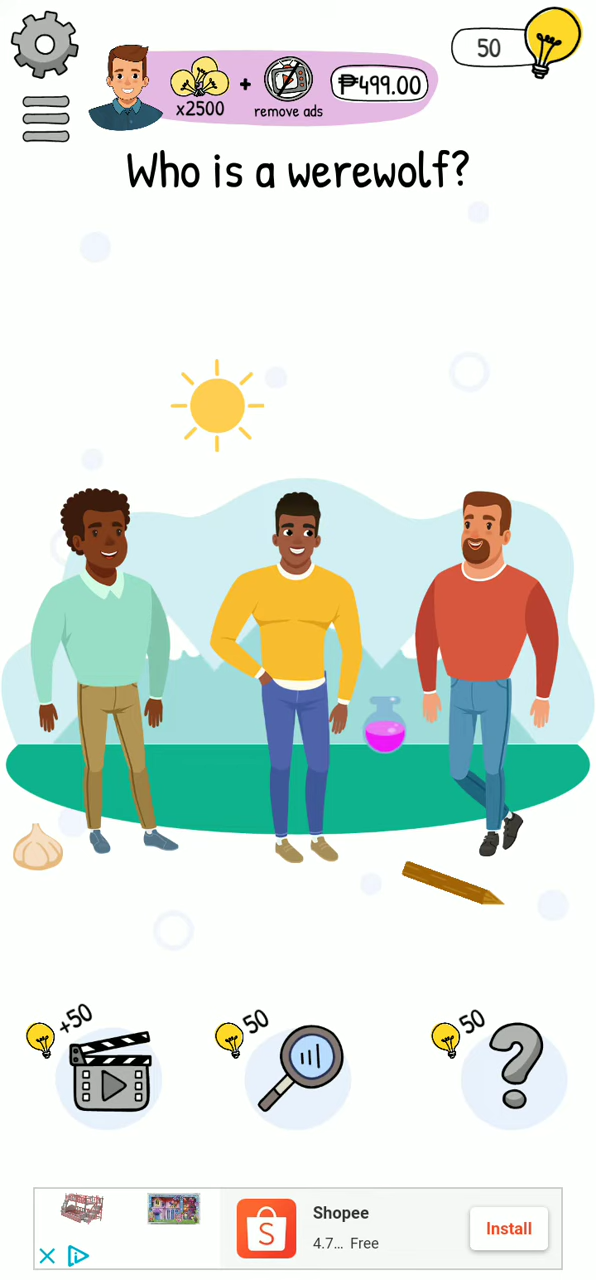 50
x2500
+
remove ads
₱499.00
Who is a werewolf?
+50
50
50
Shopee
4.7... Free
Install